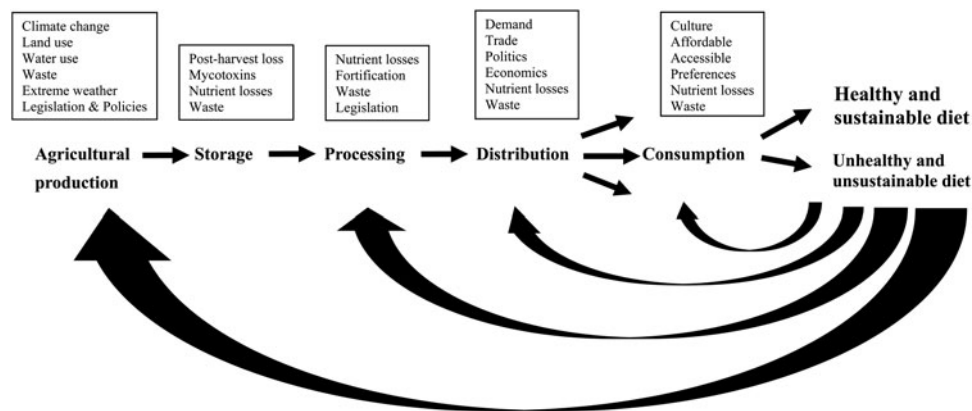 Climate change
Land use
Water use
Waste
Extreme weather
Legislation & Policies
Post-harvest loss
Mycotoxins
Nutrient losses
Waste
Nutrient losses
Fortification
Waste
Legislation
Demand
Trade
Politics
Economics
Nutrient losses
Waste
Culture
Affordable
Accessible
Preferences
Nutrient losses
Waste
Agricultural
production
Storage
Processing
Distribution
Consumption
Healthy and
sustainable diet
Unhealthy and
unsustainable diet